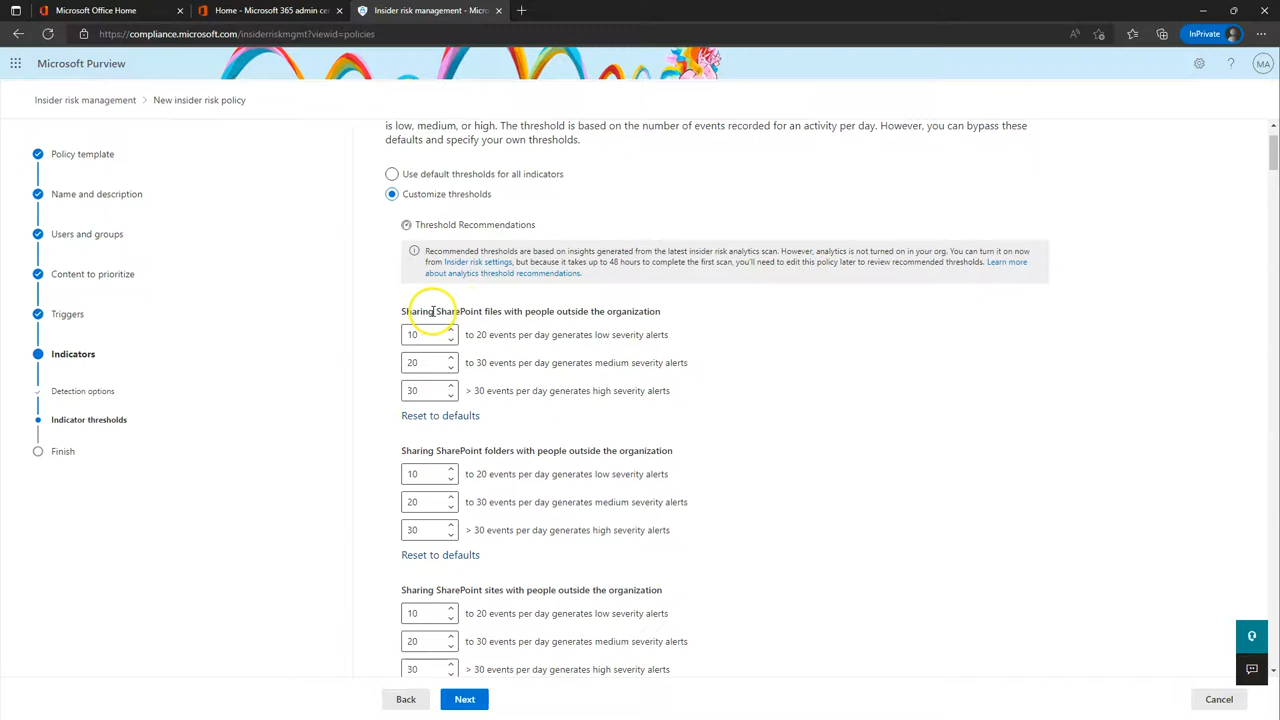 Microsoft Office Home
Home - Microsoft 365 admin cen
Insider risk management - Micro
https://compliance.microsoft.com/insiderriskmgmt?viewid=policies
InPrivate
Microsoft Purview
MA
Insider risk management > New insider risk policy
Policy template
Name and description
Users and groups
Content to prioritize
Triggers
Indicators
Detection options
Indicator thresholds
Finish
is low, medium, or high. The threshold is based on the number of events recorded for an activity per day. However, you can bypass these
defaults and specify your own thresholds.
Use default thresholds for all indicators
Customize thresholds
Threshold Recommendations
Recommended thresholds are based on insights generated from the latest insider risk analytics scan. However, analytics is not turned on in your org. You can turn it on now
from Insider risk settings, but because it takes up to 48 hours to complete the first scan, you'll need to edit this policy later to review recommended thresholds. Learn more
about analytics threshold recommendations.
Sharing SharePoint files with people outside the organization
10 to 20 events per day generates low severity alerts
20 to 30 events per day generates medium severity alerts
30 > 30 events per day generates high severity alerts
Reset to defaults
Sharing SharePoint folders with people outside the organization
10 to 20 events per day generates low severity alerts
20 to 30 events per day generates medium severity alerts
30 > 30 events per day generates high severity alerts
Reset to defaults
Sharing SharePoint sites with people outside the organization
10 to 20 events per day generates low severity alerts
20 to 30 events per day generates medium severity alerts
30 > 30 events per day generates high severity alerts
Back
Next
Cancel